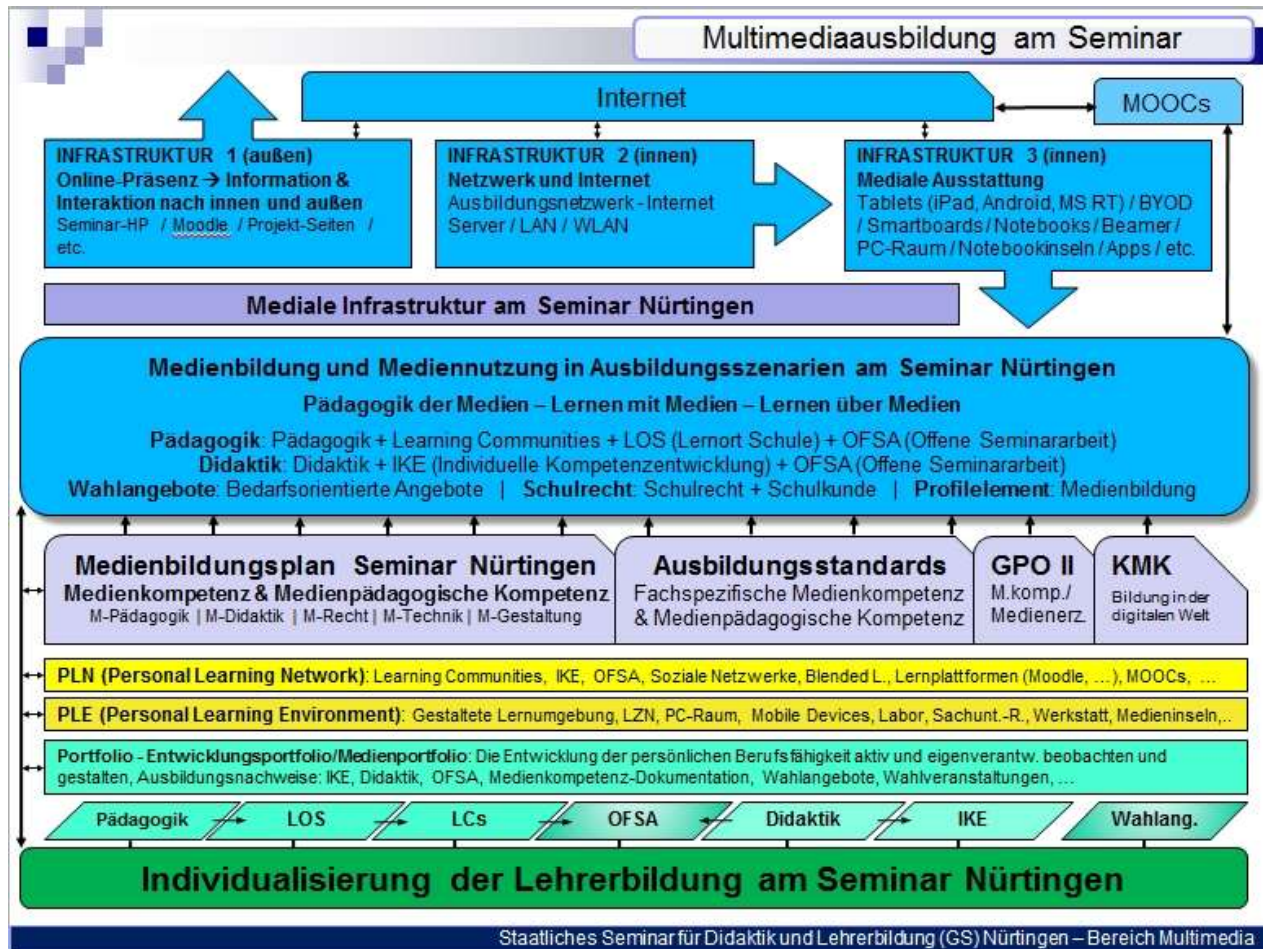 Multimediaausbildung am Seminar
Internet
MOOCs
INFRASTRUKTUR 1 (außen)
Online-Präsenz → Information &
Interaktion nach innen und außen
Seminar-HP / Moodle / Projekt-Seiten /
etc.
INFRASTRUKTUR 2 (innen)
Netzwerk und Internet
Ausbildungsnetzwerk - Internet
Server / LAN / WLAN
INFRASTRUKTUR 3 (innen)
Mediale Ausstattung
Tablets (iPad, Android, MS RT) / BYOD
/ Smartboards / Notebooks / Beamer /
PC-Raum / Notebookinseln / Apps / etc.
Mediale Infrastruktur am Seminar Nürtingen
Medienbildung und Mediennutzung in Ausbildungsszenarien am Seminar Nürtingen
Pädagogik der Medien – Lernen mit Medien – Lernen über Medien
Pädagogik: Pädagogik + Learning Communities + LOS (Lernort Schule) + OFSA (Offene Seminararbeit)
Didaktik: Didaktik + IKE (Individuelle Kompetenzentwicklung) + OFSA (Offene Seminararbeit)
Wahlangebote: Bedarfsorientierte Angebote | Schulrecht: Schulrecht + Schulkunde | Profilelement: Medienbildung
Medienbildungsplan Seminar Nürtingen
Medienkompetenz & Medienpädagogische Kompetenz
M-Pädagogik | M-Didaktik | M-Recht | M-Technik | M-Gestaltung
Ausbildungsstandards
Fachspezifische Medienkompetenz
& Medienpädagogische Kompetenz
GPO II
M.komp./
Medienerz.
KMK
Bildung in der
digitalen Welt
PLN (Personal Learning Network): Learning Communities, IKE, OFSA, Soziale Netzwerke, Blended L., Lernplattformen (Moodle, …), MOOCs, …
PLE (Personal Learning Environment): Gestaltete Lernumgebung, LZN, PC-Raum, Mobile Devices, Labor, Sachunt.-R., Werkstatt, Medieninseln,..
Portfolio - Entwicklungsportfolio/Medienportfolio: Die Entwicklung der persönlichen Berufsfähigkeit aktiv und eigenverantw. beobachten und
gestalten, Ausbildungsnachweise: IKE, Didaktik, OFSA, Medienkompetenz-Dokumentation, Wahlangebote, Wahlveranstaltungen, …
Pädagogik LOS LCs OFSA Didaktik IKE Wahlang.
Individualisierung der Lehrerbildung am Seminar Nürtingen
Staatliches Seminar für Didaktik und Lehrerbildung (GS) Nürtingen – Bereich Multimedia